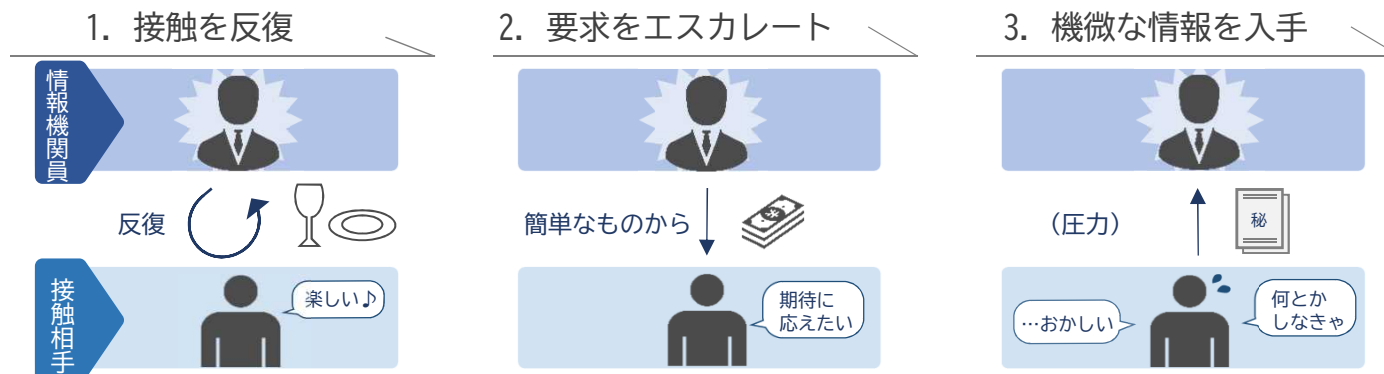 1. 接触を反復
2. 要求をエスカレート
3. 機微な情報を入手
情報機関員
反復
簡単なものから
（圧力）
秘
接触相手
楽しい♪
期待に
応えたい
…おかしい
何とか
しなきゃ